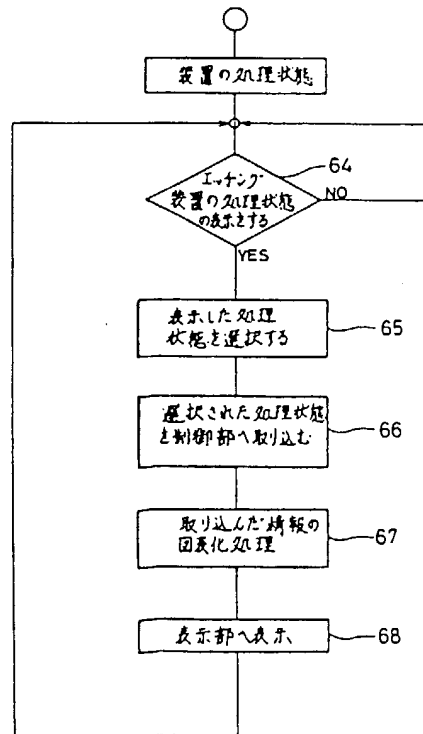 装置の処理状態
エッチング
装置の処理状態
の表示をする
64
NO
YES
表示した処理
状態を選択する
65
選択された処理状態
を制御部へ取り込む
66
取り込んだ情報の
図表化処理
67
表示部へ表示
68